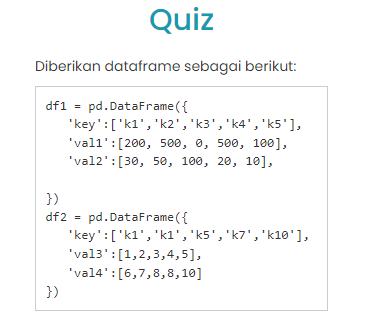 Quiz
Diberikan dataframe sebagai berikut:
df1 = pd.DataFrame({
'key':['k1','k2','k3','k4','k5'],
'val1':[200, 500, 0, 500, 100],
'val2':[30, 50, 100, 20, 10],
})
df2 = pd.DataFrame({
'key':['k1','k1','k5','k7','k10'],
'val3':[1,2,3,4,5],
'val4':[6,7,8,8,10]
})